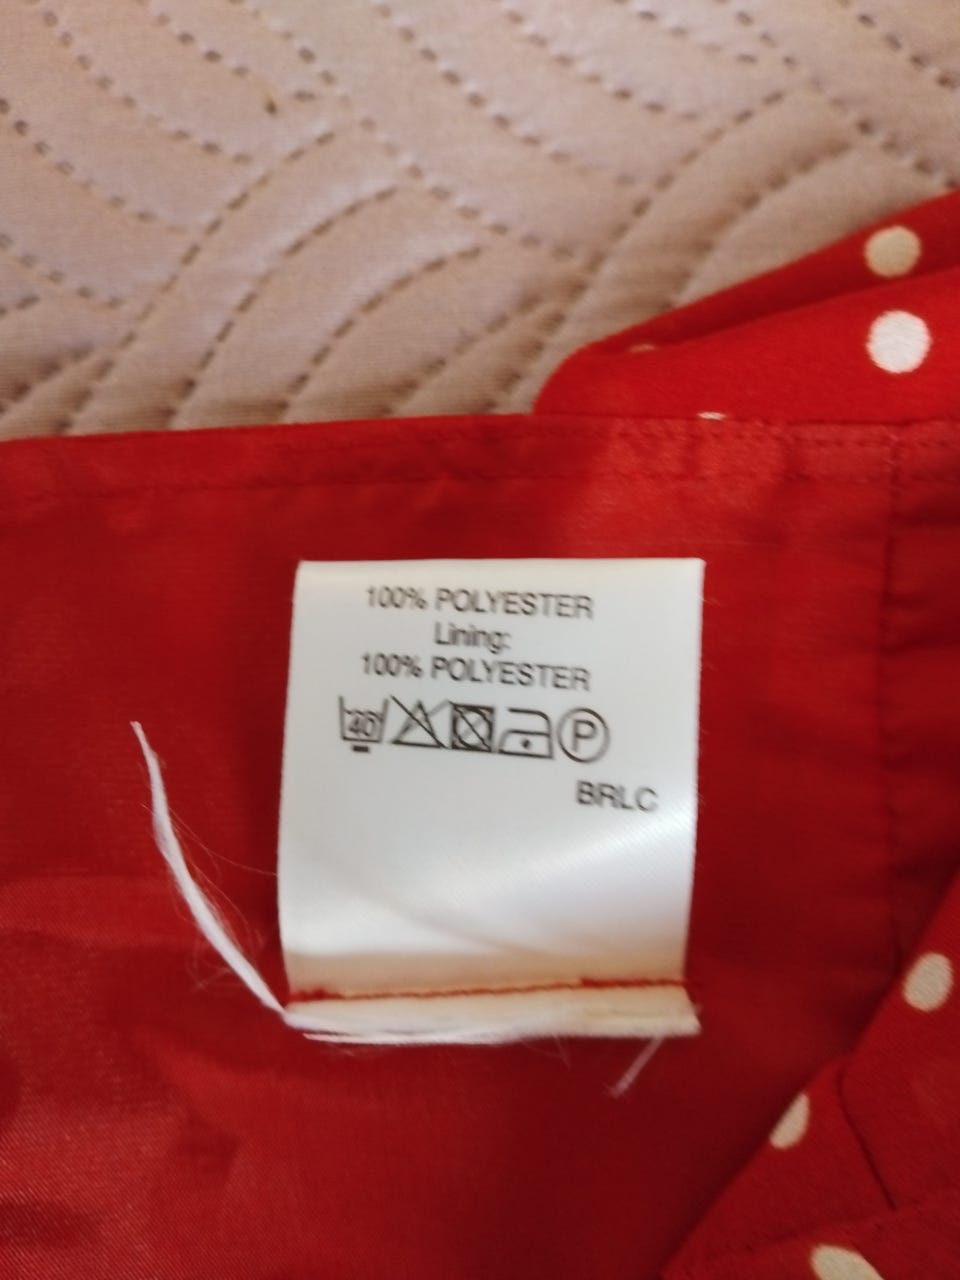 100% POLYESTER
Lining:
100% POLYESTER
40 P
BRLC